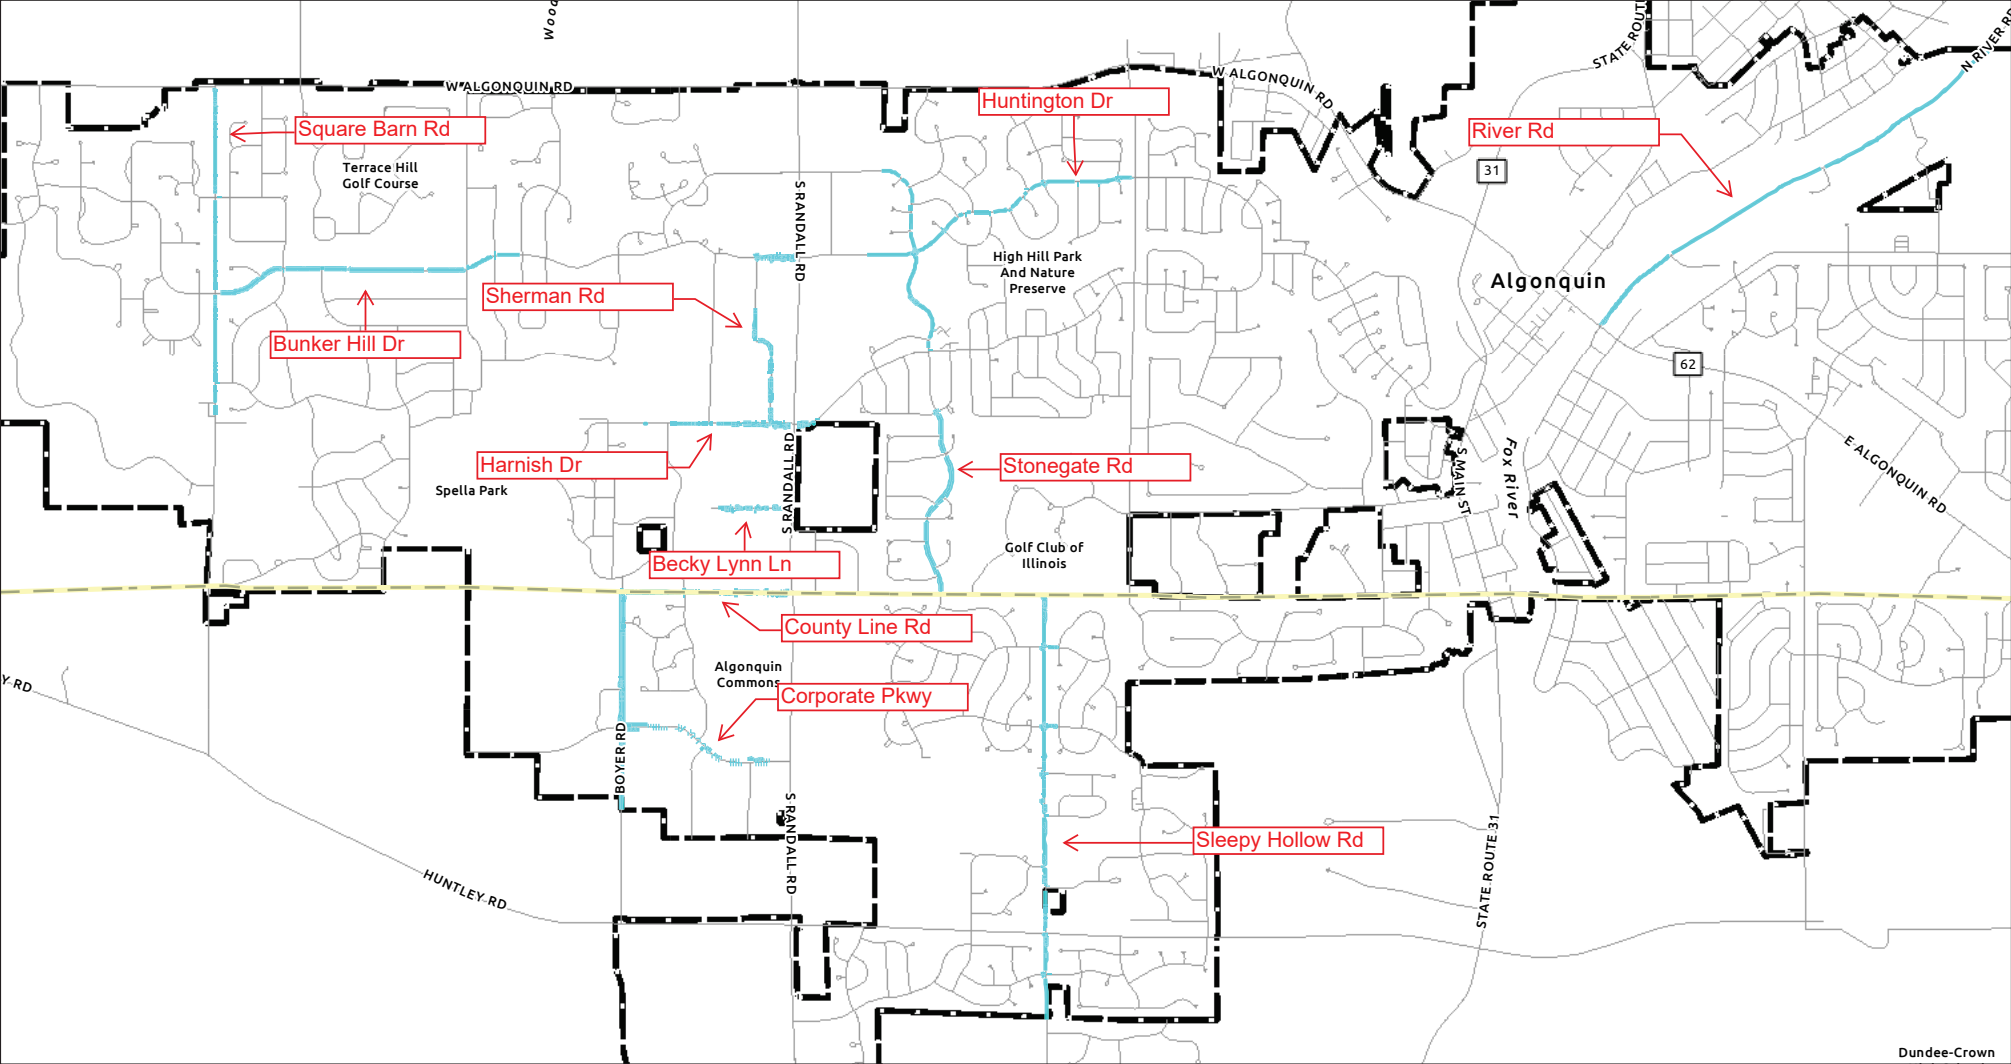 Wood
STATE ROUT
N RIVER RD
W ALGONQUIN RD
W ALGONQUIN RD
Huntington Dr
Square Barn Rd
River Rd
Terrace Hill
Golf Course
31
S RANDALL RD
High Hill Park
And Nature
Preserve
Algonquin
Sherman Rd
Bunker Hill Dr
62
Harnish Dr
Stonegate Rd
S RANDALL RD
S MAIN ST
Fox River
E ALGONQUIN RD
Spella Park
Becky Lynn Ln
Golf Club of
Illinois
County Line Rd
Algonquin
Commons
Y RD
Corporate Pkwy
BOYER RD
S RANDALL RD
Sleepy Hollow Rd
STATE ROUTE 31
HUNTLEY RD
Dundee-Crown